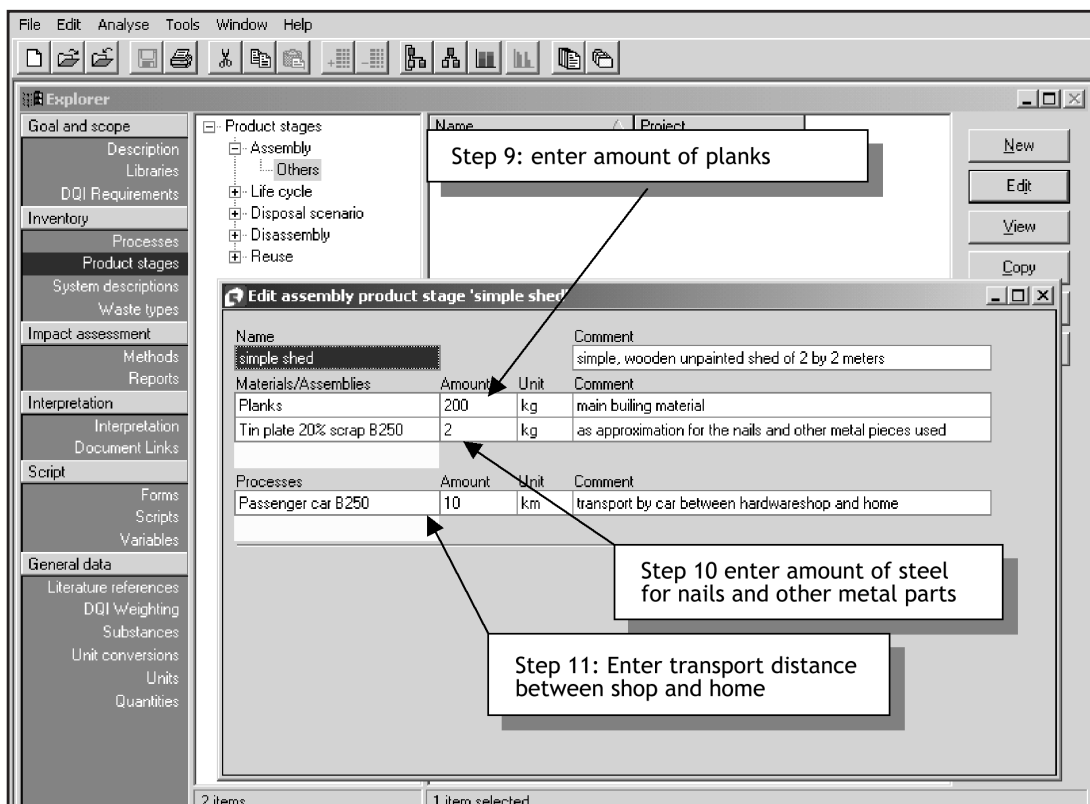 File Edit Analyse Tools Window Help
Explorer
Goal and scope
Description
Libraries
DQI Requirements
Inventory
Processes
Product stages
System descriptions
Waste types
Impact assessment
Methods
Reports
Interpretation
Interpretation
Document Links
Script
Forms
Scripts
Variables
General data
Literature references
DQI Weighting
Substances
Unit conversions
Units
Quantities
Product stages
Assembly
Others
Life cycle
Disposal scenario
Disassembly
Reuse
Name Project
Step 9: enter amount of planks
New
Edit
View
Copy
Edit assembly product stage 'simple shed'
Name Comment
simple shed simple, wooden unpainted shed of 2 by 2 meters
Materials/Assemblies Amount Unit Comment
Planks 200 kg main builing material
Tin plate 20% scrap B250 2 kg as approximation for the nails and other metal pieces used
Processes Amount Unit Comment
Passenger car B250 10 km transport by car between hardwareshop and home
Step 10 enter amount of steel
for nails and other metal parts
Step 11: Enter transport distance
between shop and home
2 items 1 item selected